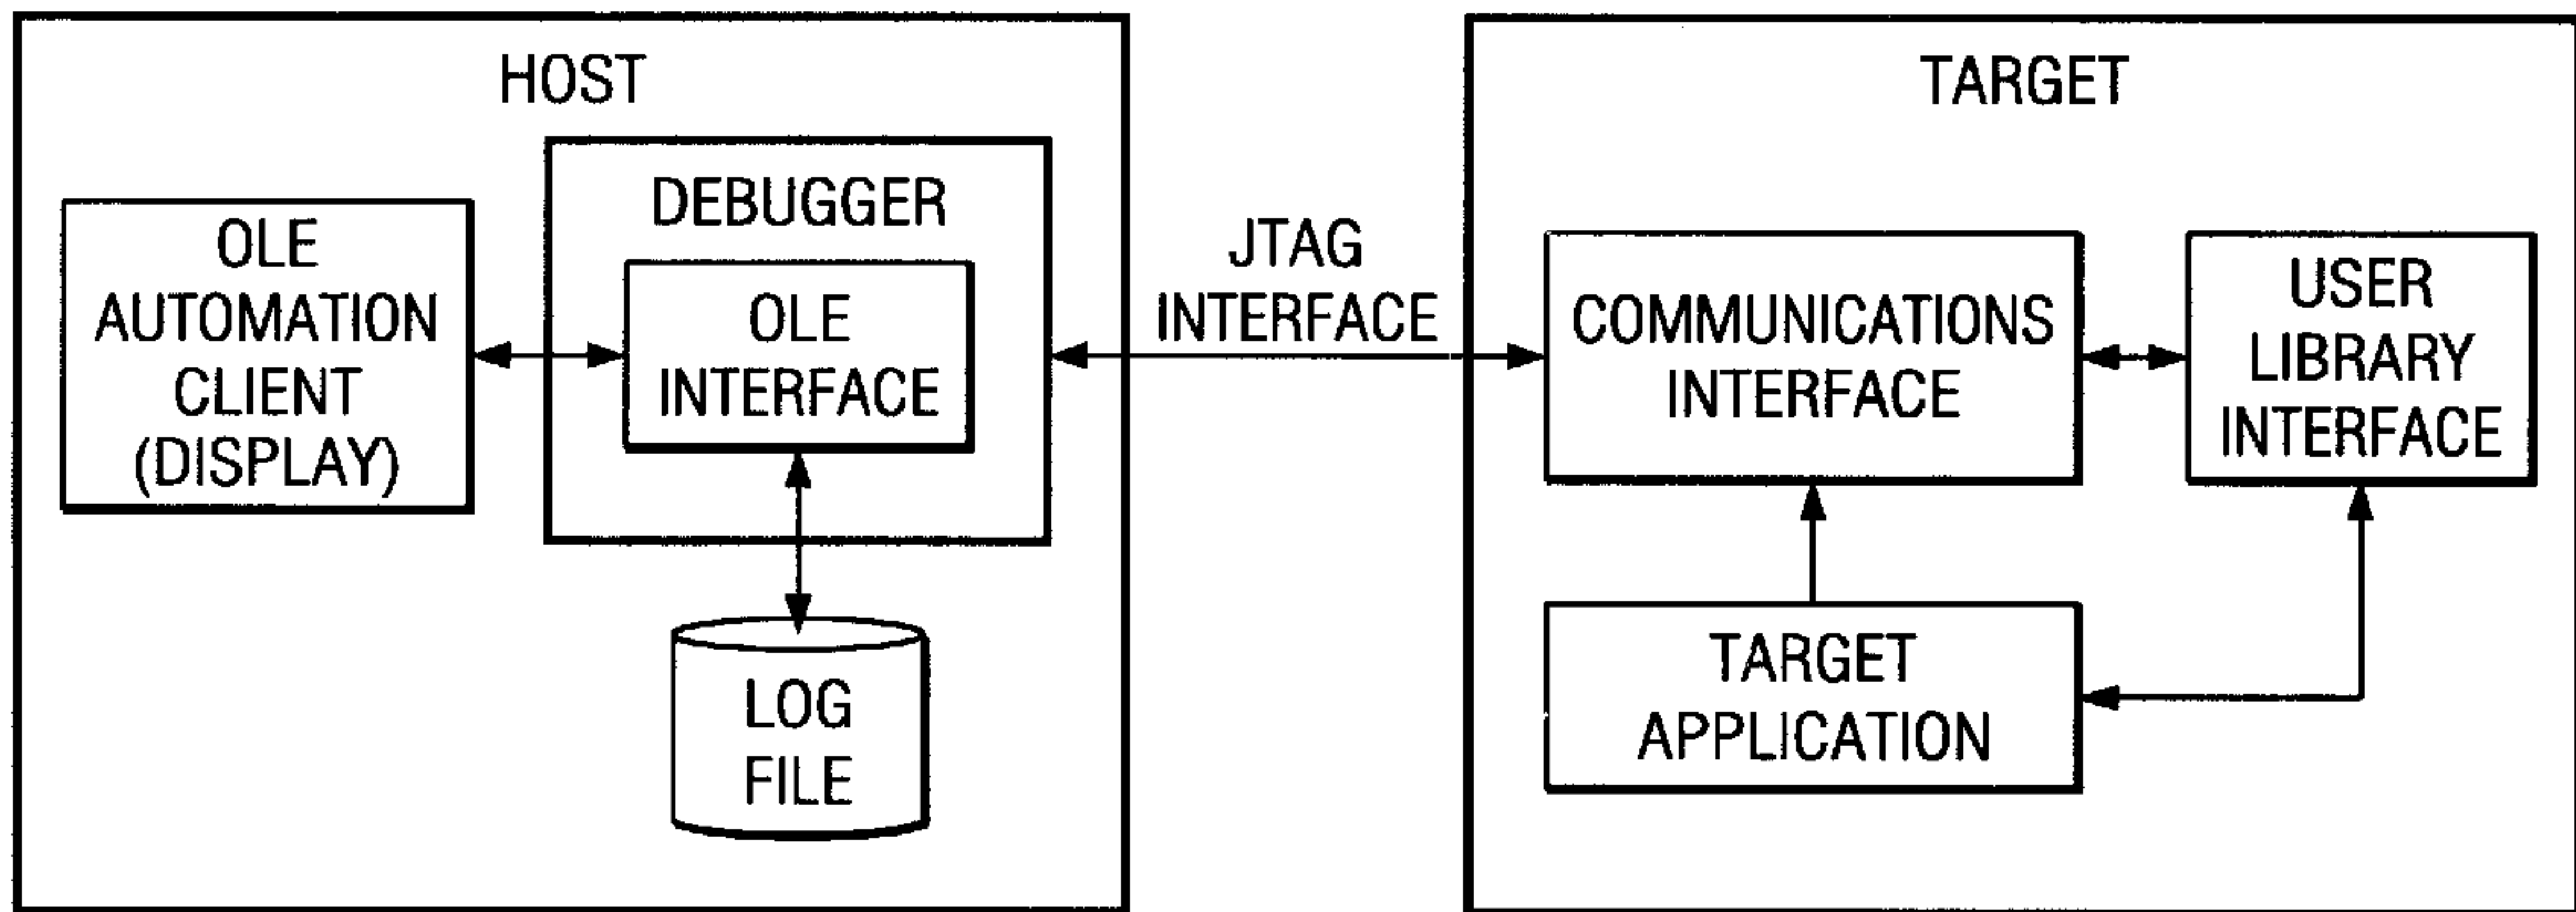 HOST
DEBUGGER
OLE
AUTOMATION
CLIENT
(DISPLAY)
OLE
INTERFACE
LOG
FILE
JTAG
INTERFACE
TARGET
COMMUNICATIONS
INTERFACE
USER
LIBRARY
INTERFACE
TARGET
APPLICATION